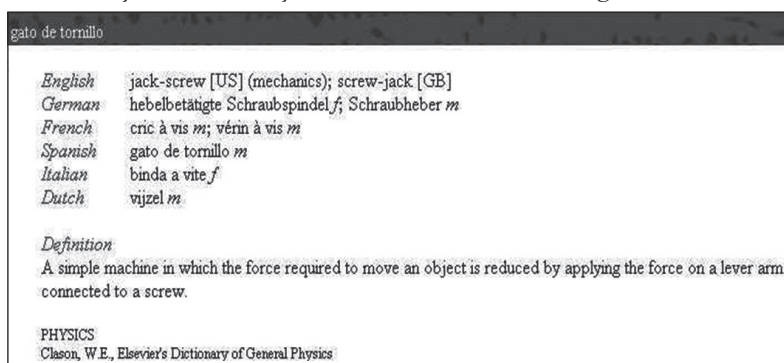 gato de tornillo
English jack-screw [US] (mechanics); screw-jack [GB]
German hebelbetätigte Schraubspindel f; Schraubheber m
French cric à vis m; vérin à vis m
Spanish gato de tornillo m
Italian binda a vite f
Dutch vijzel m
Definition
A simple machine in which the force required to move an object is reduced by applying the force on a lever arm
connected to a screw.
PHYSICS
Clason, W.E., Elsevier's Dictionary of General Physics